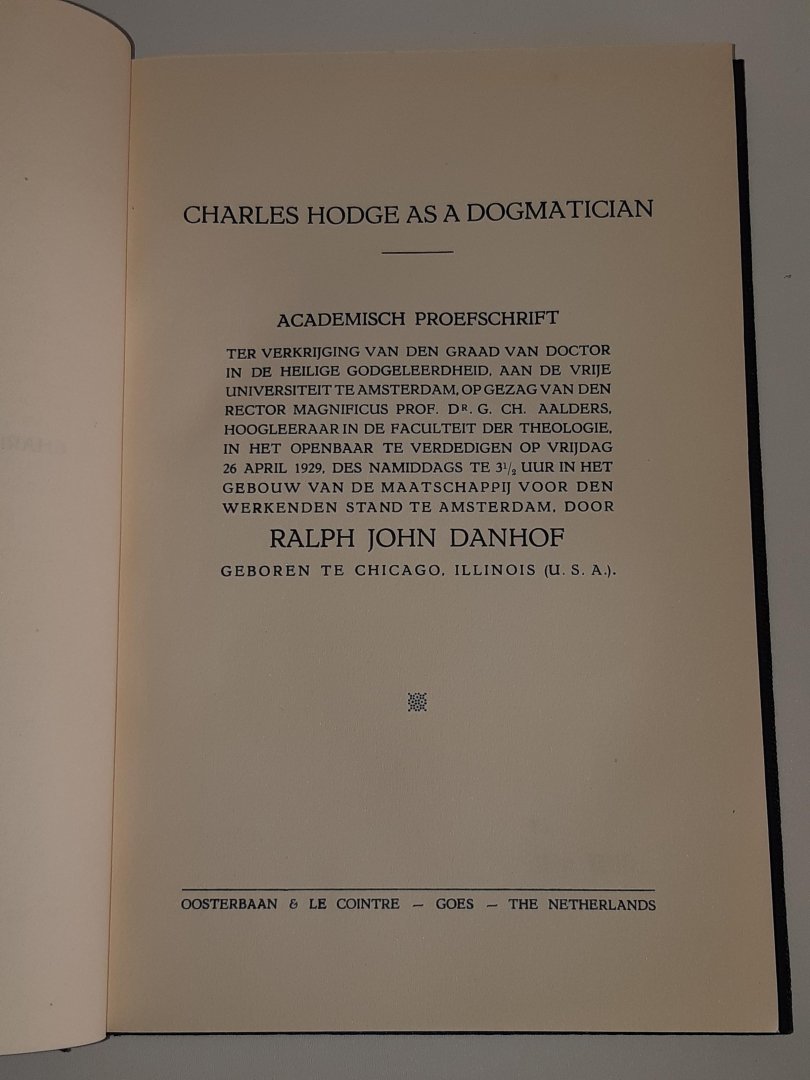 CHARLES HODGE AS A DOGMATICIAN
ACADEMISCH PROEFSCHRIFT
TER VERKRIJGING VAN DEN GRAAD VAN DOCTOR
IN DE HEILIGE GODGELEERDHEID, AAN DE VRIJE
UNIVERSITEIT TE AMSTERDAM, OP GEZAG VAN DEN
RECTOR MAGNIFICUS PROF. DR. G. CH. AALDERS,
HOOGLEERAAR IN DE FACULTEIT DER THEOLOGIE,
IN HET OPENBAAR TE VERDEDIGEN OP VRIJDAG
26 APRIL 1929, DES NAMIDDAGS TE 3 1/2 UUR IN HET
GEBOUW VAN DE MAATSCHAPPIJ VOOR DEN
WERKENDEN STAND TE AMSTERDAM, DOOR
RALPH JOHN DANHOF
GEBOREN TE CHICAGO, ILLINOIS (U. S. A.).
OOSTERBAAN & LE COINTRE – GOES – THE NETHERLANDS